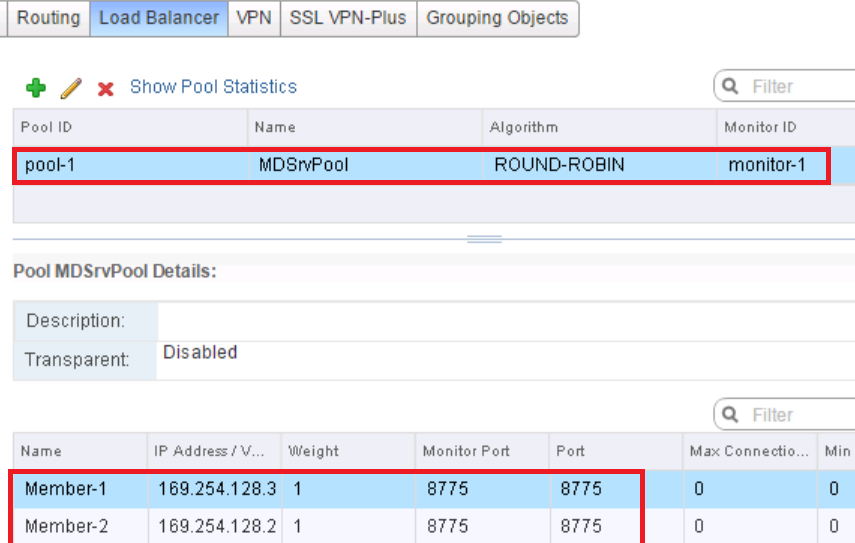 Routing Load Balancer VPN SSL VPN-Plus Grouping Objects
Show Pool Statistics Filter
Pool ID Name Algorithm Monitor ID
pool-1 MDSrvPool ROUND-ROBIN monitor-1
Pool MDSrvPool Details:
Description:
Transparent: Disabled
Filter
Name IP Address / V... Weight Monitor Port Port Max Connectio... Min
Member-1 169.254.128.3 1 8775 8775 0 0
Member-2 169.254.128.2 1 8775 8775 0 0